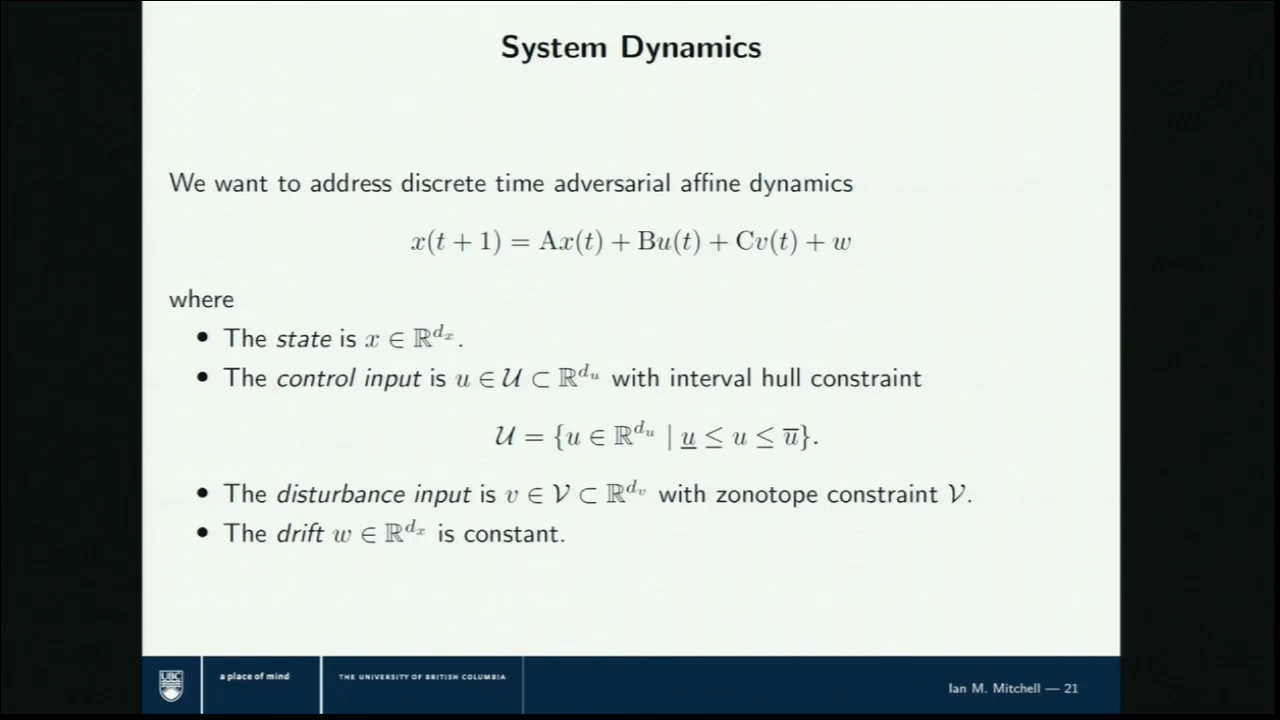 System Dynamics
We want to address discrete time adversarial affine dynamics
x(t + 1) = Ax(t) + Bu(t) + Cv(t) + w
where
• The state is x ∈ ℝ^{d_x}.
• The control input is u ∈ 𝒰 ⊂ ℝ^{d_u} with interval hull constraint
𝒰 = {u ∈ ℝ^{d_u} | u̲ ≤ u ≤ u̅}.
• The disturbance input is v ∈ 𝒱 ⊂ ℝ^{d_v} with zonotope constraint 𝒱.
• The drift w ∈ ℝ^{d_x} is constant.
UBC
a place of mind
THE UNIVERSITY OF BRITISH COLUMBIA
Ian M. Mitchell — 21